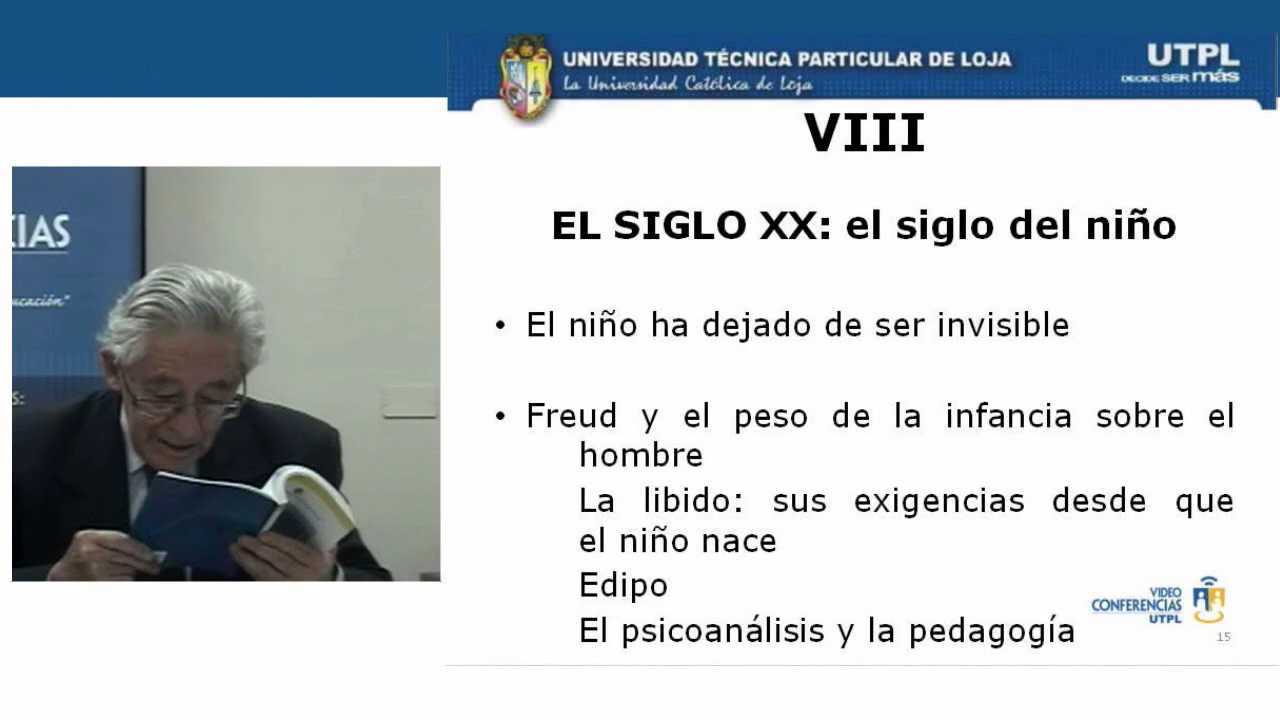 UNIVERSIDAD TÉCNICA PARTICULAR DE LOJA
La Universidad Católica de Loja
UTPL
DECIDE SER más
VIII
EL SIGLO XX: el siglo del niño
• El niño ha dejado de ser invisible
• Freud y el peso de la infancia sobre el
hombre
La libido: sus exigencias desde que
el niño nace
Edipo
El psicoanálisis y la pedagogía
VIDEO
CONFERENCIAS
UTPL
15
CIAS
ucación"
S: